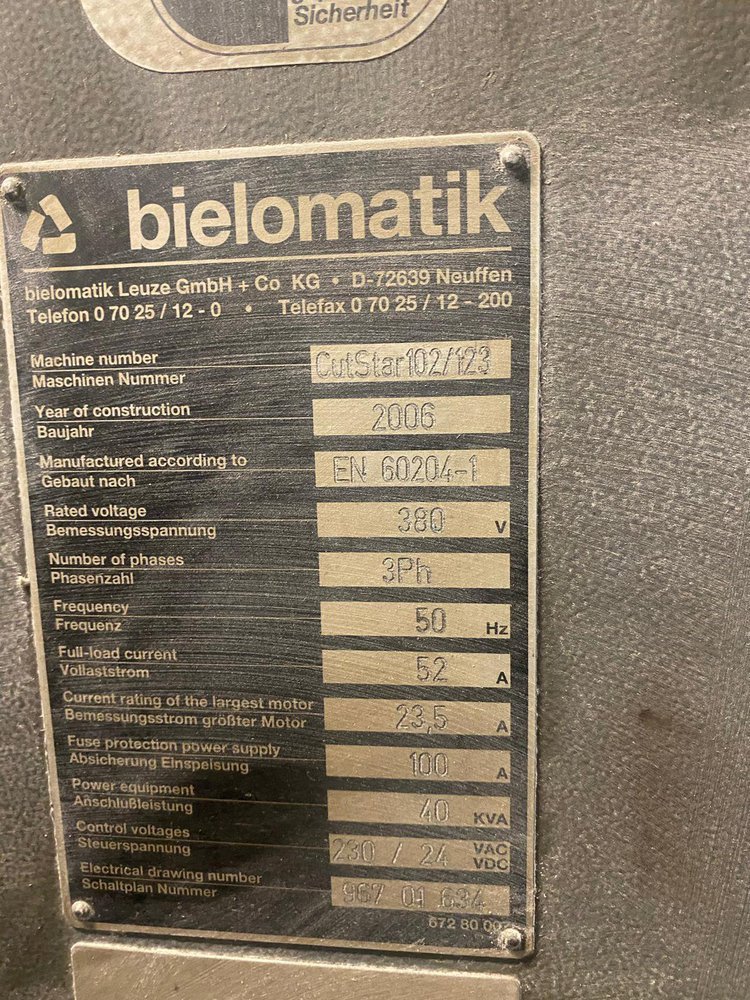 Sicherheit
bielomatik
bielomatik Leuze GmbH + Co KG • D-72639 Neuffen
Telefon 0 70 25 / 12 - 0 • Telefax 0 70 25 / 12 - 200
Machine number
Maschinen Nummer
CutStar102/123
Year of construction
Baujahr
2006
Manufactured according to
Gebaut nach
EN 60204-1
Rated voltage
Bemessungsspannung
380 V
Number of phases
Phasenzahl
3Ph
Frequency
Frequenz
50 Hz
Full-load current
Vollaststrom
52 A
Current rating of the largest motor
Bemessungsstrom größter Motor
23,5 A
Fuse protection power supply
Absicherung Einspeisung
100 A
Power equipment
Anschlußleistung
40 KVA
Control voltages
Steuerspannung
230 / 24 VAC
VDC
Electrical drawing number
Schaltplan Nummer
967 01 634
672 80